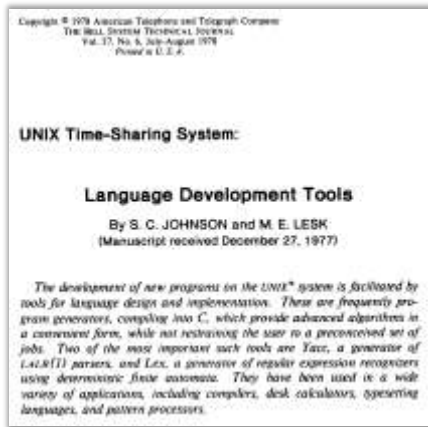 Copyright © 1978 American Telephone and Telegraph Company
THE BELL SYSTEM TECHNICAL JOURNAL
Vol. 57, No. 6, July-August 1978
Printed in U. S. A.
UNIX Time-Sharing System:
Language Development Tools
By S. C. JOHNSON and M. E. LESK
(Manuscript received December 27, 1977)
The development of new programs on the UNIX* system is facilitated by
tools for language design and implementation. These are frequently pro-
gram generators, compiling into C, which provide advanced algorithms in
a convenient form, while not restraining the user to a preconceived set of
jobs. Two of the most important such tools are Yacc, a generator of
LALR(1) parsers, and Lex, a generator of regular expression recognizers
using deterministic finite automata. They have been used in a wide
variety of applications, including compilers, desk calculators, typesetting
languages, and pattern processors.